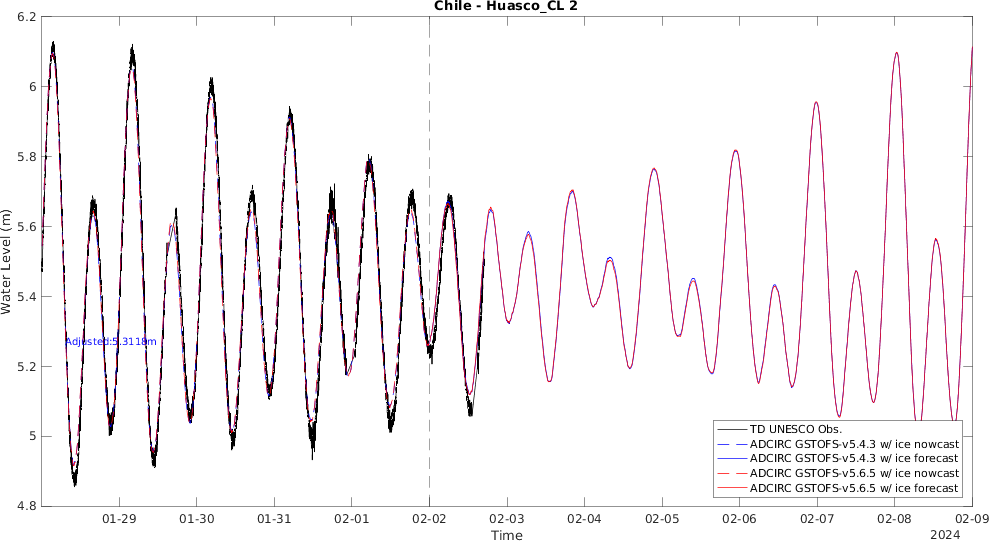 Chile - Huasco_CL 2
6.2
6
5.8
5.6
5.4
5.2
5
4.8
Water Level (m)
Adjusted:5.3118m
TD UNESCO Obs.
ADCIRC GSTOFS-v5.4.3 w/ ice nowcast
ADCIRC GSTOFS-v5.4.3 w/ ice forecast
ADCIRC GSTOFS-v5.6.5 w/ ice nowcast
ADCIRC GSTOFS-v5.6.5 w/ ice forecast
01-29 01-30 01-31 02-01 02-02 02-03 02-04 02-05 02-06 02-07 02-08 02-09
Time
2024